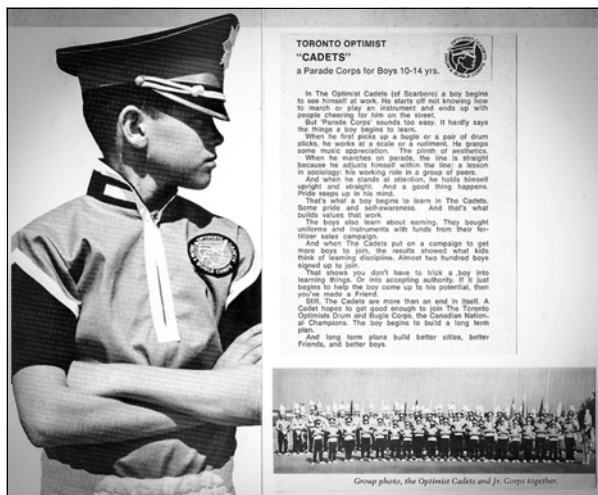 TORONTO OPTIMIST
"CADETS"
a Parade Corps for Boys 10-14 yrs.
In The Optimist Cadets (of Scarboro) a boy begins
to see himself at work. He starts off not knowing how
to march or play an instrument and ends up with
people cheering for him on the street.
But 'Parade Corps' sounds too easy. It hardly says
the things a boy begins to learn.
When he first picks up a bugle or a pair of drum
sticks, he works at a scale or a rudiment. He grasps
some music appreciation. The plinth of aesthetics.
When he marches on parade, the line is straight
because he adjusts himself within the line: a lesson
in sociology: his working role in a group of peers.
And when he stands at attention, he holds himself
upright and straight. And a good thing happens.
Pride seeps up in his mind.
That's what a boy begins to learn in The Cadets.
Some pride and self-awareness. And that's what
builds values that work.
The boys also learn about earning. They bought
uniforms and instruments with funds from their fer-
tilizer sales campaign.
And when The Cadets put on a campaign to get
more boys to join, the results showed what kids
think of learning discipline. Almost two hundred boys
signed up to join.
That shows you don't have to trick a boy into
learning things. Or into accepting authority. If it just
begins to help the boy come up to his potential, then
you've made a Friend.
Still, The Cadets are more than an end in itself. A
Cadet hopes to get good enough to join The Toronto
Optimists Drum and Bugle Corps, the Canadian Nation-
al Champions. The boy begins to build a long term
plan.
And long term plans build better cities, better
Friends, and better boys.
Group photo, the Optimist Cadets and Jr. Corps together.